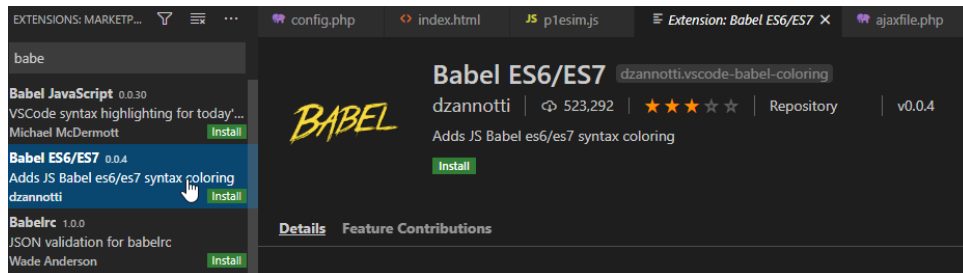 EXTENSIONS: MARKETP...
config.php
index.html
JS p1esim.js
Extension: Babel ES6/ES7
ajaxfile.php
babe
Babel JavaScript 0.0.30
VSCode syntax highlighting for today'...
Michael McDermott Install
Babel ES6/ES7 0.0.4
Adds JS Babel es6/es7 syntax coloring
dzannotti Install
Babelrc 1.0.0
JSON validation for babelrc
Wade Anderson Install
BABEL
Babel ES6/ES7 dzannotti.vscode-babel-coloring
dzannotti 523,292 Repository v0.0.4
Adds JS Babel es6/es7 syntax coloring
Install
Details Feature Contributions